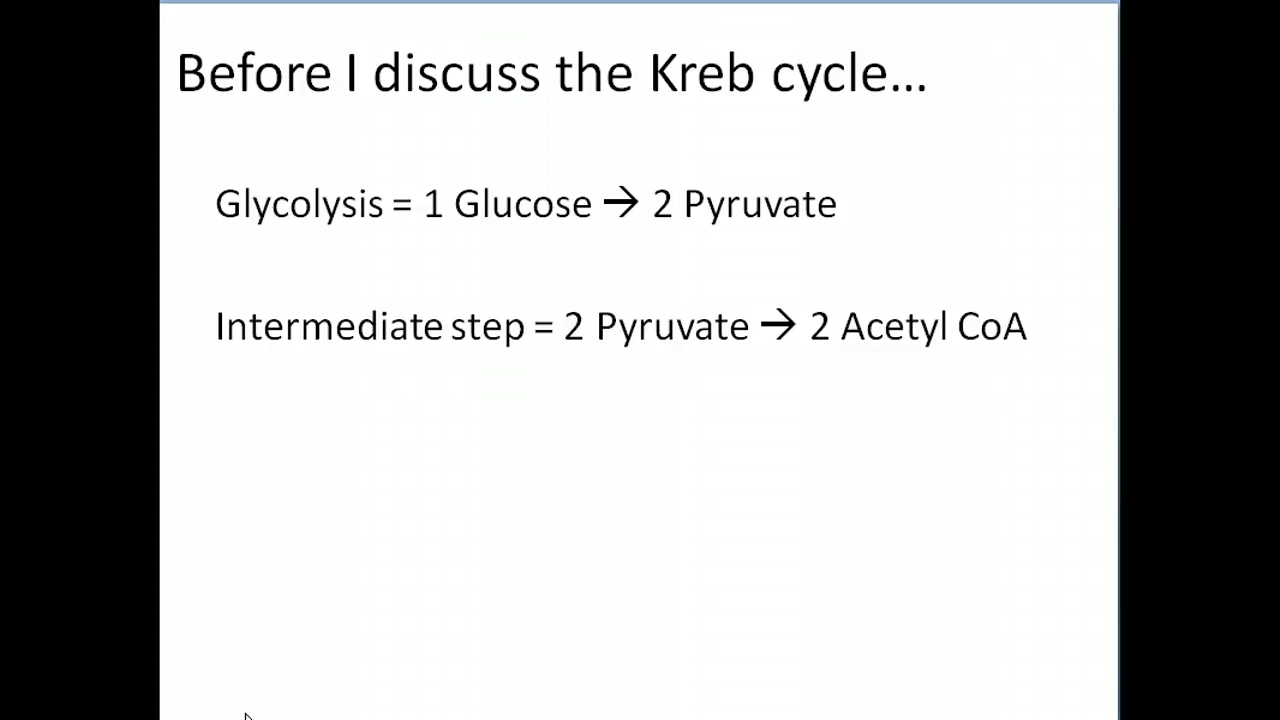 Before I discuss the Kreb cycle...
Glycolysis = 1 Glucose → 2 Pyruvate
Intermediate step = 2 Pyruvate → 2 Acetyl CoA